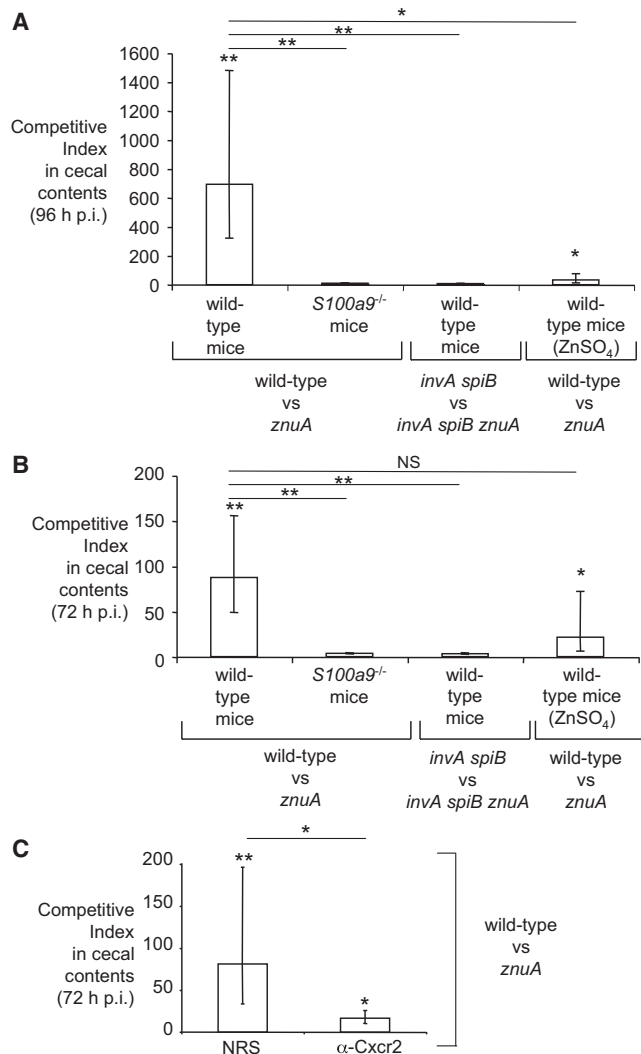 A
*
**
**
**
1600
1400
1200
1000
800
600
400
200
0
Competitive
Index
in cecal
contents
(96 h p.i.)
*
wild-
type
mice
S100a9-/-
mice
wild-
type
mice
wild-
type mice
(ZnSO4)
wild-type
vs
znuA
invA spiB
vs
invA spiB znuA
wild-type
vs
znuA
B
NS
**
**
**
200
150
100
50
0
Competitive
Index
in cecal
contents
(72 h p.i.)
*
wild-
type
mice
S100a9-/-
mice
wild-
type
mice
wild-
type mice
(ZnSO4)
wild-type
vs
znuA
invA spiB
vs
invA spiB znuA
wild-type
vs
znuA
C
*
**
200
150
100
50
0
Competitive
Index
in cecal
contents
(72 h p.i.)
*
NRS
α-Cxcr2
wild-type
vs
znuA